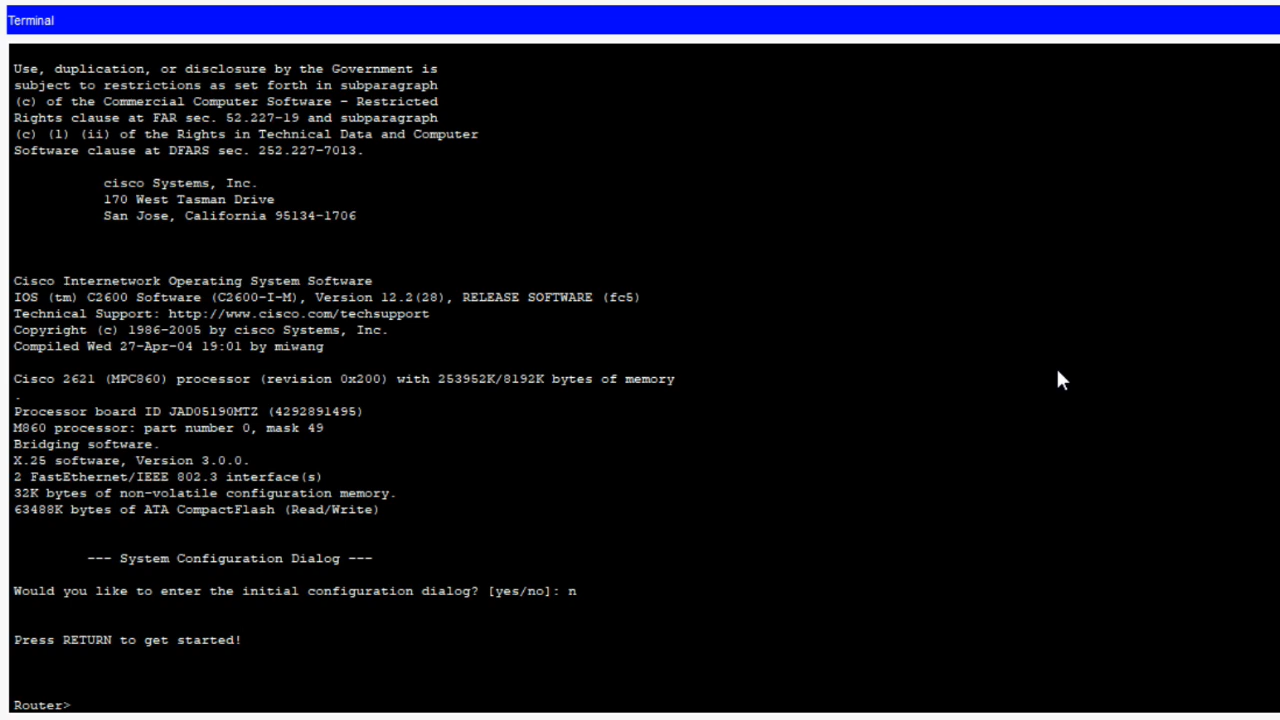 Terminal
Use, duplication, or disclosure by the Government is
subject to restrictions as set forth in subparagraph
(c) of the Commercial Computer Software - Restricted
Rights clause at FAR sec. 52.227-19 and subparagraph
(c) (1) (ii) of the Rights in Technical Data and Computer
Software clause at DFARS sec. 252.227-7013.
cisco Systems, Inc.
170 West Tasman Drive
San Jose, California 95134-1706
Cisco Internetwork Operating System Software
IOS (tm) C2600 Software (C2600-I-M), Version 12.2(28), RELEASE SOFTWARE (fc5)
Technical Support: http://www.cisco.com/techsupport
Copyright (c) 1986-2005 by cisco Systems, Inc.
Compiled Wed 27-Apr-04 19:01 by miwang
Cisco 2621 (MPC860) processor (revision 0x200) with 253952K/8192K bytes of memory
.
Processor board ID JAD05190MTZ (4292891495)
M860 processor: part number 0, mask 49
Bridging software.
X.25 software, Version 3.0.0.
2 FastEthernet/IEEE 802.3 interface(s)
32K bytes of non-volatile configuration memory.
63488K bytes of ATA CompactFlash (Read/Write)
--- System Configuration Dialog ---
Would you like to enter the initial configuration dialog? [yes/no]: n
Press RETURN to get started!
Router>